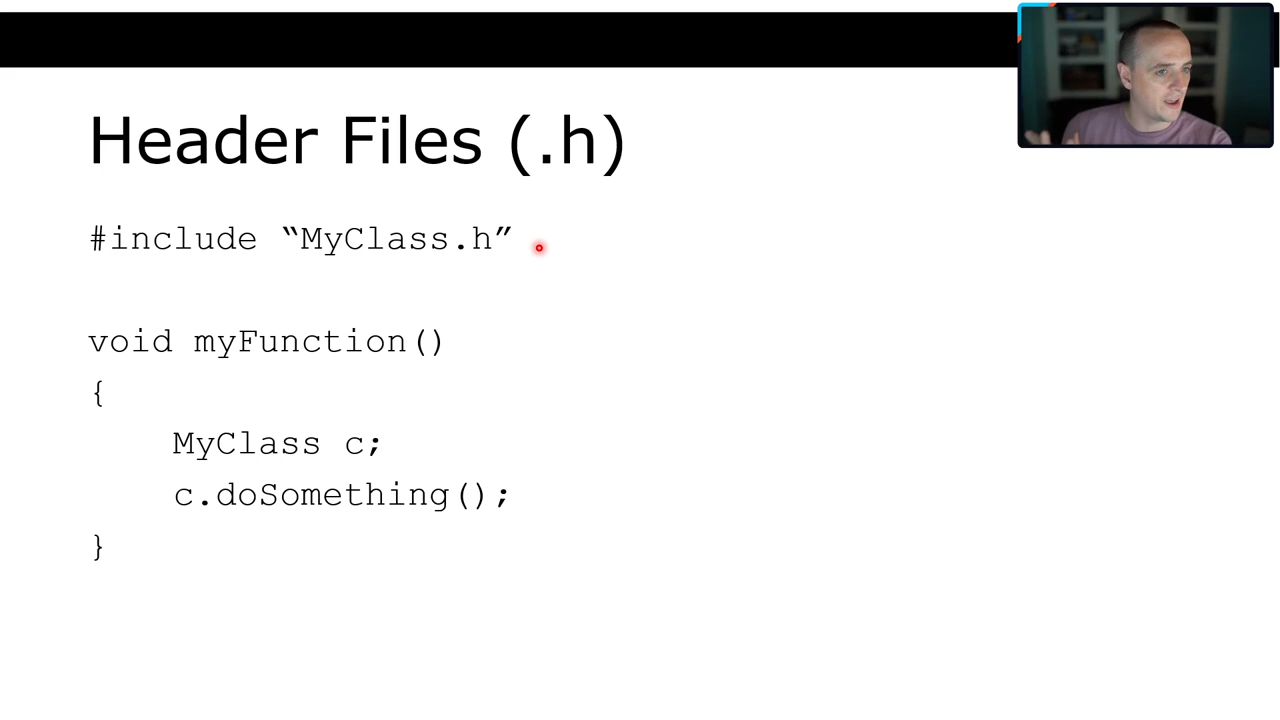 Header Files (.h)
#include “MyClass.h”
void myFunction()
{
MyClass c;
c.doSomething();
}